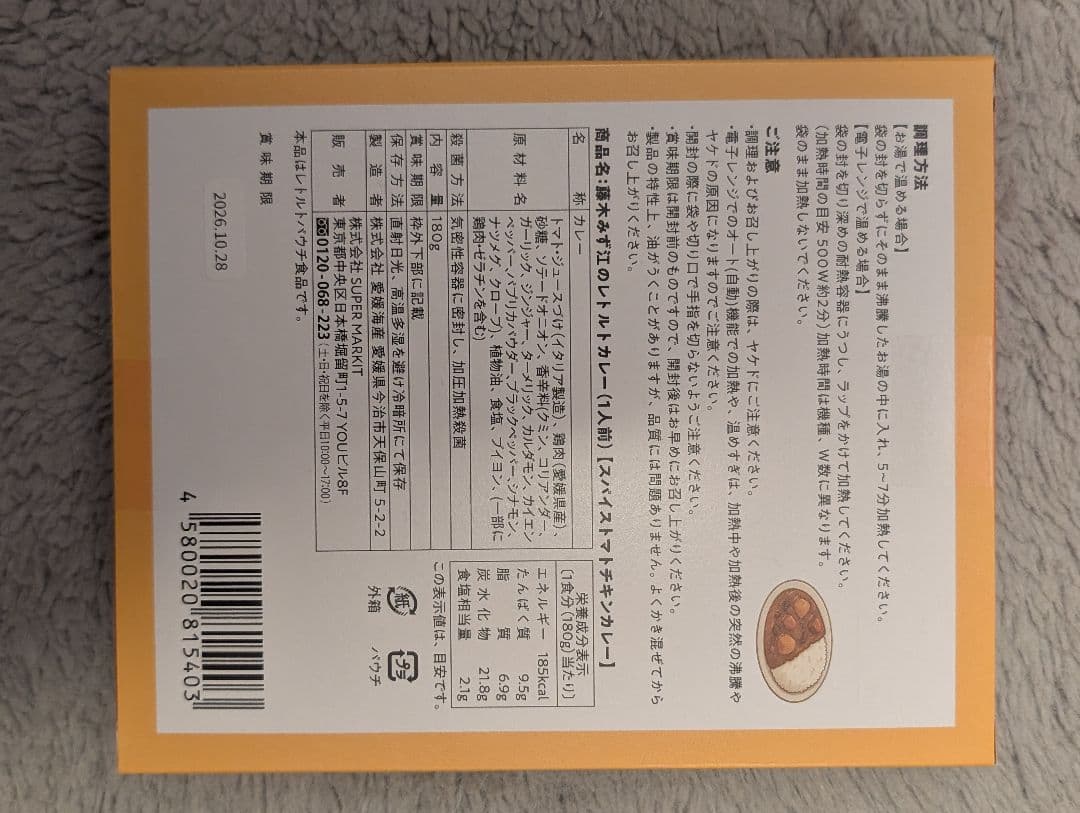 調理方法
【お湯で温める場合】
袋の封を切らずにそのまま沸騰したお湯の中に入れ、5~7分加熱してください。
【電子レンジで温める場合】
袋の封を切り深めの耐熱容器にうつし、ラップをかけて加熱してください。
(加熱時間の目安 500W約2分)加熱時間は機種、W数に異なります。
袋のまま加熱しないでください。
ご注意
・調理およびお召し上がりの際は、ヤケドにご注意ください。
・電子レンジでのオート(自動)機能での加熱や、温めすぎは、加熱中や加熱後の突然の沸騰や
ヤケドの原因になりますのでご注意ください。
・開封の際に袋や切り口で手指を切らないようご注意ください。
・賞味期限は開封前のものですので、開封後はお早めにお召し上がりください。
・製品の特性上、油がうくことがありますが、品質には問題ありません。よくかき混ぜてから
お召し上がりください。
商品名:藤木みず江のレトルトカレー(1人前)【スパイストマトチキンカレー】
名称 カレー
原材料名 トマト・ジュースづけ(イタリア製造)、鶏肉(愛媛県産)、
砂糖、ソテードオニオン、香辛料(クミン、コリアンダー、
ガーリック、ジンジャー、ターメリック、カルダモン、カイエン
ペッパー、パプリカパウダー、ブラックペッパー、シナモン、
ナツメグ、クローブ)、植物油、食塩、ブイヨン、(一部に
鶏肉・ゼラチンを含む)
殺菌方法 気密性容器に密封し、加圧加熱殺菌
内容量 180g
賞味期限 枠外下部に記載
保存方法 直射日光、高温多湿を避け冷暗所にて保存
製造者 株式会社 愛媛海産 愛媛県今治市天保山町 5-2-2
販売者 株式会社 SUPER MARKIT
東京都中央区日本橋堀留町1-5-7 YOUビル8F
0120-068-223(土・日・祝日を除く平日10:00~17:00)
本品はレトルトパウチ食品です。
栄養成分表示
[1食分(180g)当たり]
エネルギー 185kcal
たんぱく質 9.5g
脂質 6.9g
炭水化物 21.8g
食塩相当量 2.1g
この表示値は、目安です。
紙 プラ
外箱 パウチ
賞味期限
2026.10.28
4 580020 815403